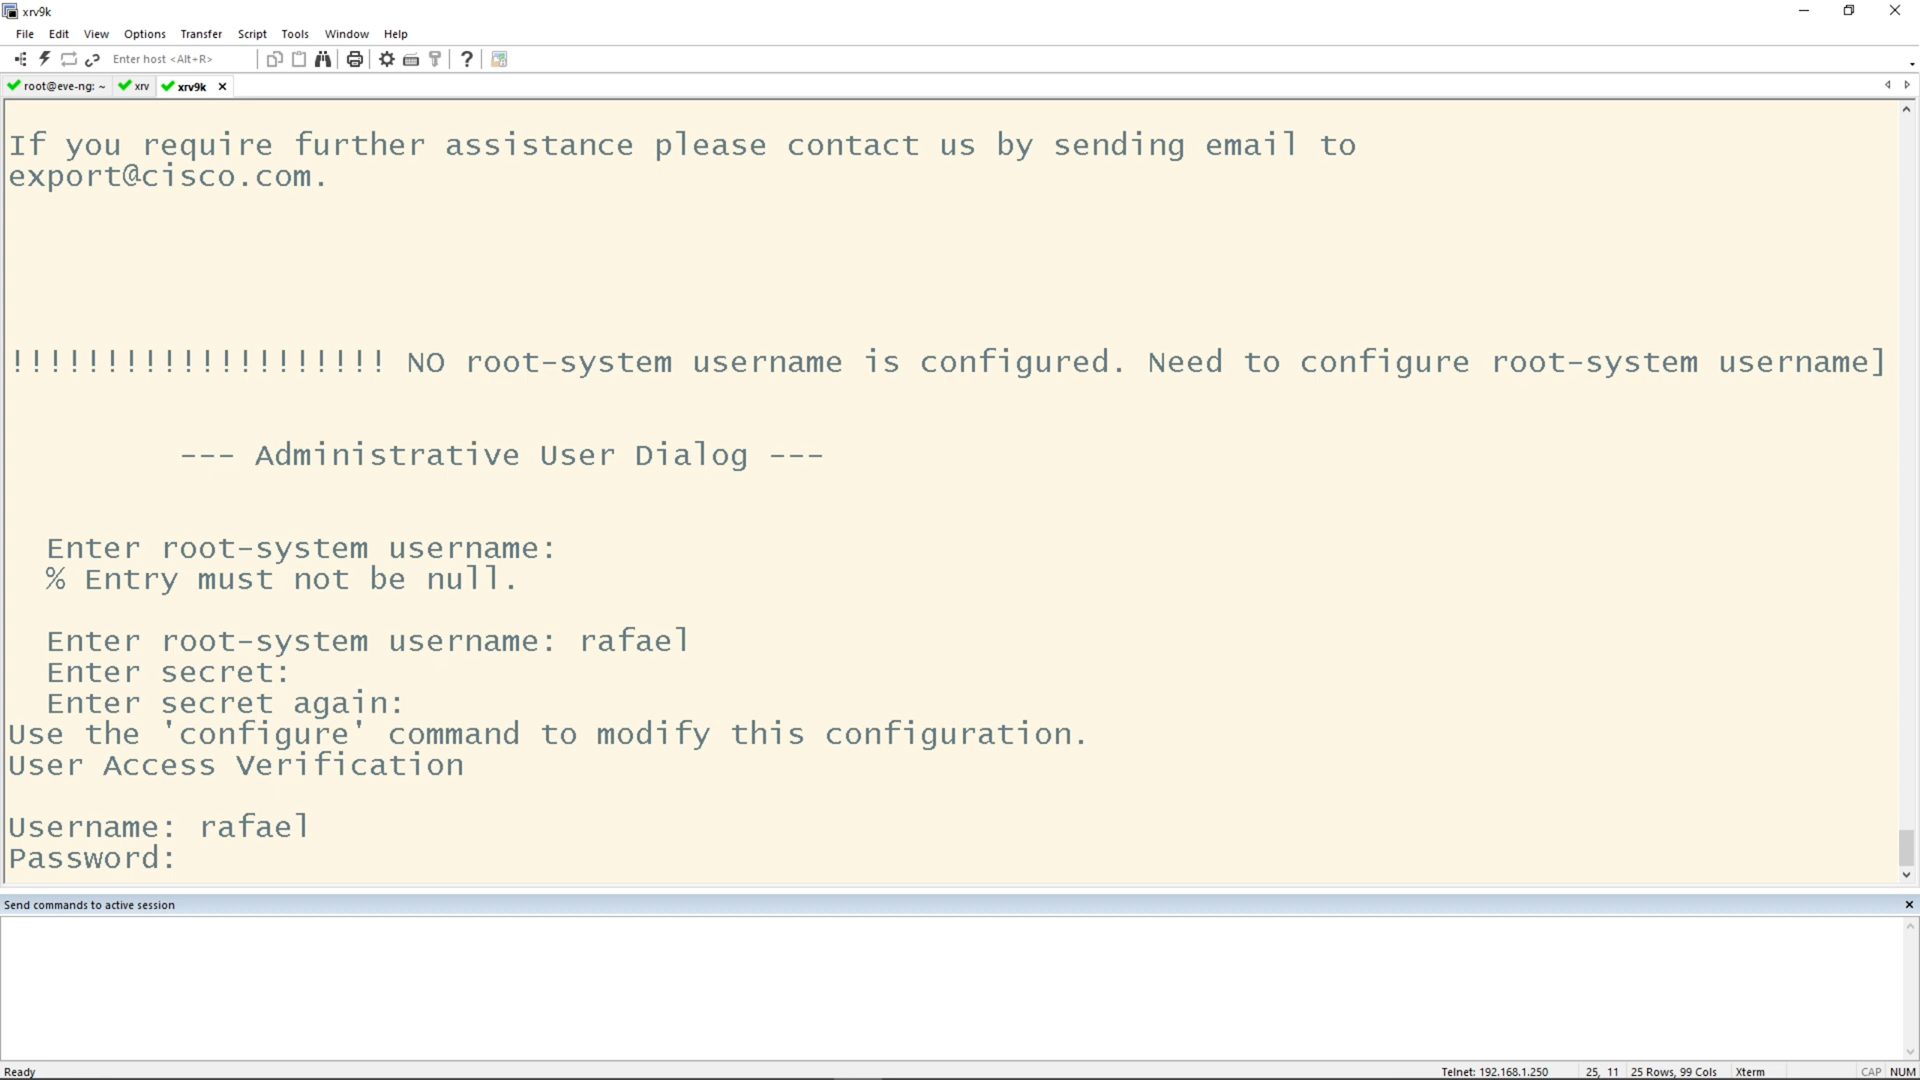 xrv9k
File Edit View Options Transfer Script Tools Window Help
Enter host <Alt+R>
root@eve-ng: ~ xrv xrv9k
If you require further assistance please contact us by sending email to
export@cisco.com.
!!!!!!!!!!!!!!!!!!!! NO root-system username is configured. Need to configure root-system username]
--- Administrative User Dialog ---
Enter root-system username:
% Entry must not be null.
Enter root-system username: rafael
Enter secret:
Enter secret again:
Use the 'configure' command to modify this configuration.
User Access Verification
Username: rafael
Password:
Send commands to active session
Ready Telnet: 192.168.1.250 25, 11 25 Rows, 99 Cols Xterm CAP NUM